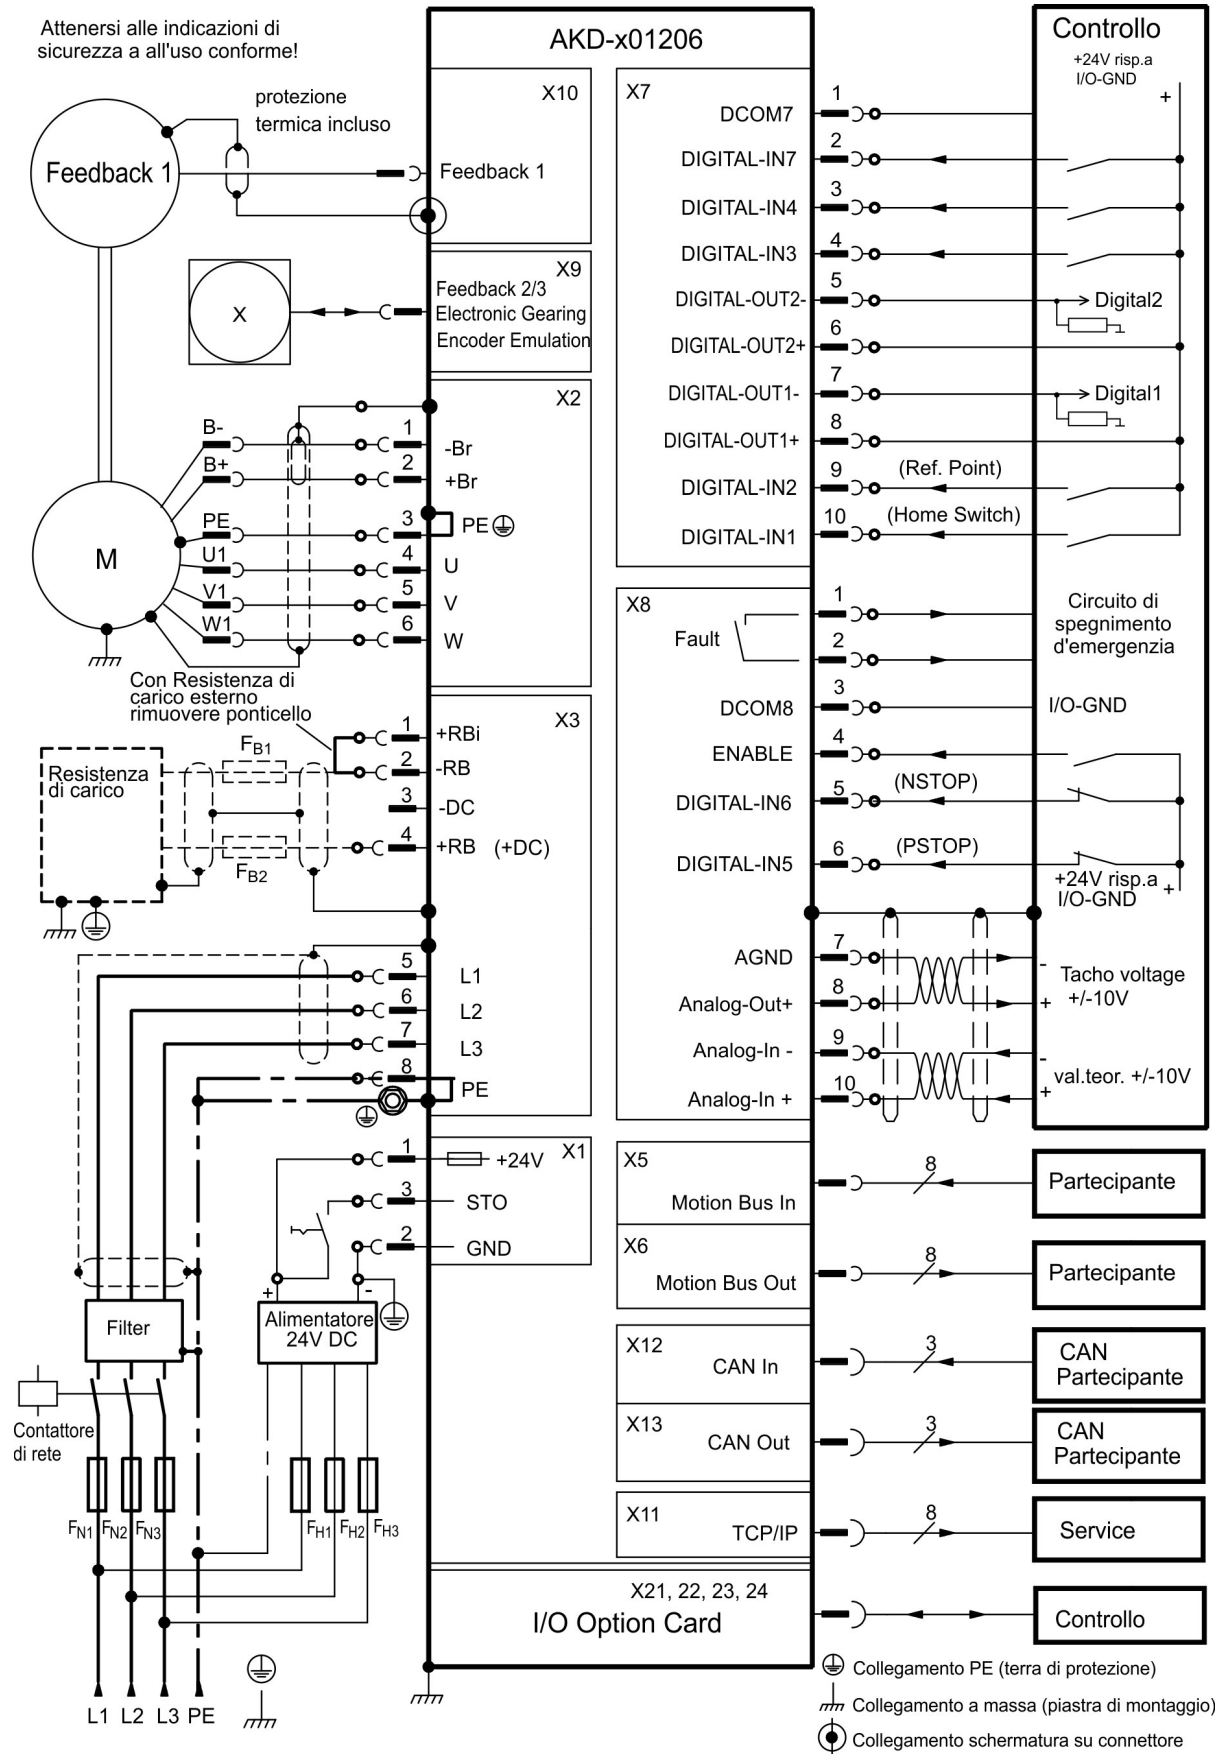 Attenersi alle indicazioni di
sicurezza a all'uso conforme!
AKD-x01206
Controllo
+24V risp.a
I/O-GND
+
protezione
termica incluso
Feedback 1
X10
Feedback 1
X
X9
Feedback 2/3
Electronic Gearing
Encoder Emulation
X2
B-
1
-Br
B+
2
+Br
PE
3
PE
U1
4
U
V1
5
V
W1
6
W
M
Con Resistenza di
carico esterno
rimuovere ponticello
X3
1
+RBi
FB1
2
-RB
Resistenza
di carico
3
-DC
4
+RB (+DC)
FB2
5
L1
6
L2
7
L3
8
PE
X1
1
+24V
3
STO
2
GND
+
-
Alimentatore
24V DC
Filter
Contattore
di rete
FN1 FN2 FN3
FH1 FH2 FH3
L1 L2 L3 PE
X7
DCOM7
1
DIGITAL-IN7
2
DIGITAL-IN4
3
DIGITAL-IN3
4
DIGITAL-OUT2-
5
Digital2
DIGITAL-OUT2+
6
DIGITAL-OUT1-
7
Digital1
DIGITAL-OUT1+
8
DIGITAL-IN2
9
(Ref. Point)
DIGITAL-IN1
10
(Home Switch)
X8
Fault
1
2
Circuito di
spegnimento
d'emergenzia
DCOM8
3
I/O-GND
ENABLE
4
DIGITAL-IN6
5
(NSTOP)
DIGITAL-IN5
6
(PSTOP)
+24V risp.a
I/O-GND
+
AGND
7
-
Tacho voltage
+/-10V
Analog-Out+
8
+
Analog-In -
9
-
val.teor. +/-10V
Analog-In +
10
+
X5
Motion Bus In
8
Partecipante
X6
Motion Bus Out
8
Partecipante
X12
CAN In
3
CAN
Partecipante
X13
CAN Out
3
CAN
Partecipante
X11
TCP/IP
8
Service
X21, 22, 23, 24
I/O Option Card
Controllo
Collegamento PE (terra di protezione)
Collegamento a massa (piastra di montaggio)
Collegamento schermatura su connettore